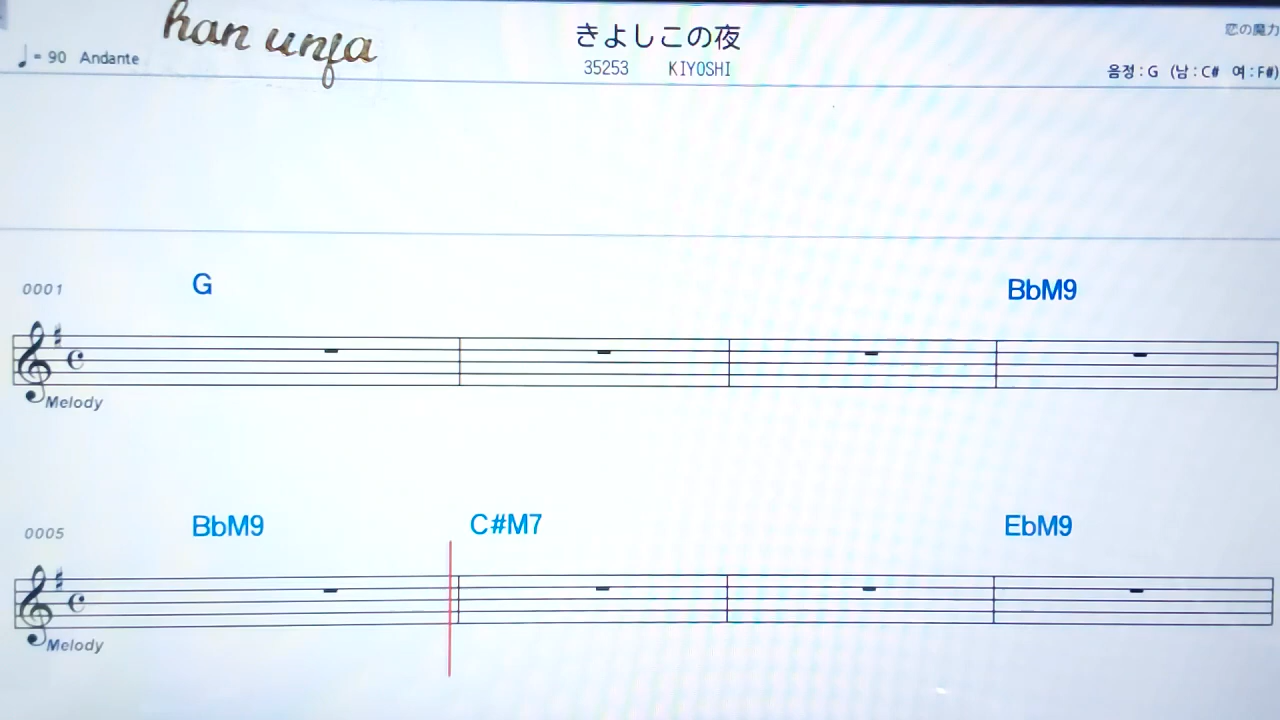 han unfa
きよしこの夜
恋の魔力
♩= 90 Andante
35253 KIYOSHI
음정 : G (남 : C# 여 : F#)
0001 G BbM9
Melody
0005 BbM9 C#M7 EbM9
Melody